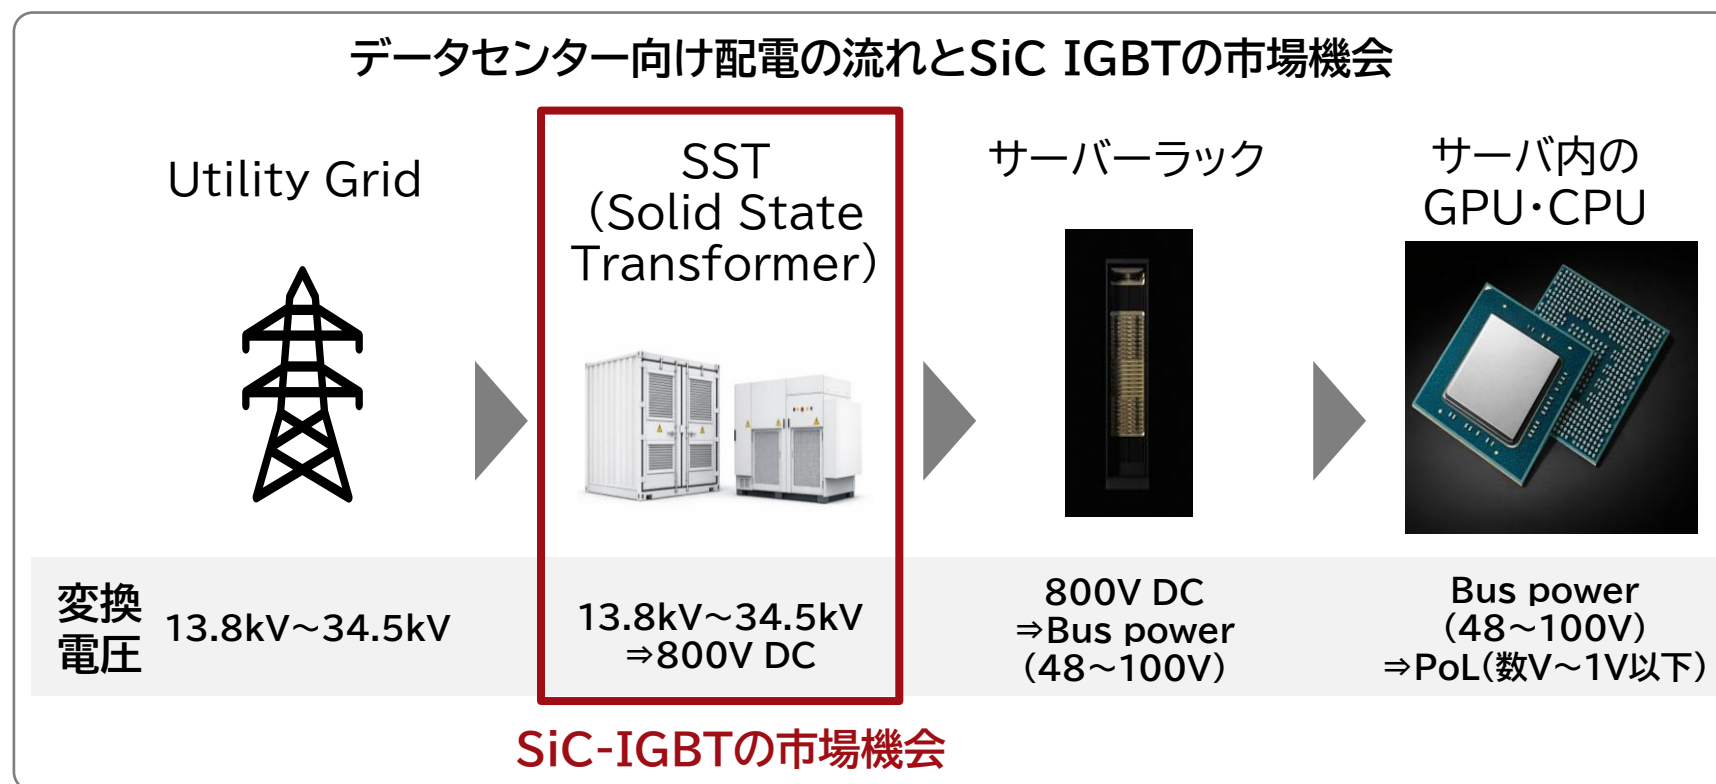 データセンター向け配電の流れとSiC IGBTの市場機会
Utility Grid
SST
（Solid State
Transformer）
サーバーラック
サーバ内の
GPU・CPU
変換
電圧
13.8kV～34.5kV
13.8kV～34.5kV
⇒800V DC
800V DC
⇒Bus power
（48～100V）
Bus power
（48～100V）
⇒PoL（数V～1V以下）
SiC-IGBTの市場機会